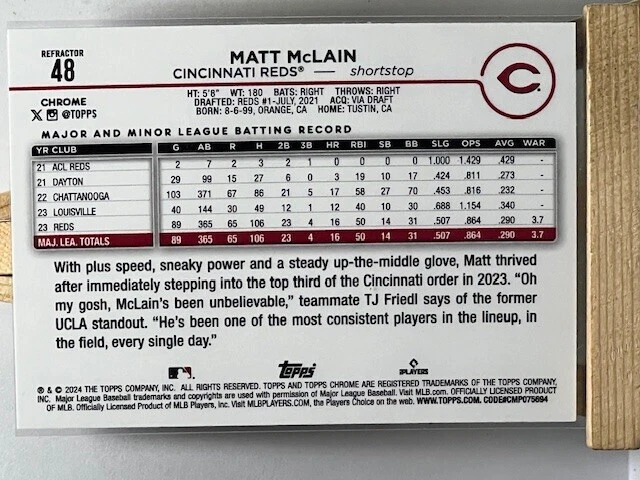 REFRACTOR
48
MATT McLAIN
CINCINNATI REDS® — shortstop
C
CHROME
X @TOPPS
HT: 5'8" WT: 180 BATS: RIGHT THROWS: RIGHT
DRAFTED: REDS #1-JULY, 2021 ACQ: VIA DRAFT
BORN: 8-6-99, ORANGE, CA HOME: TUSTIN, CA
MAJOR AND MINOR LEAGUE BATTING RECORD
YR CLUB G AB R H 2B 3B HR RBI SB BB SLG OPS AVG WAR
21 ACL REDS 2 7 2 3 1 0 0 0 0 0 1.000 1.429 .429 -
21 DAYTON 29 99 15 27 6 0 3 19 10 17 .424 .811 .273 -
22 CHATTANOOGA 103 371 67 86 21 5 17 58 27 70 .453 .816 .232 -
23 LOUISVILLE 40 144 30 49 12 1 12 40 10 30 .688 1.154 .340 -
23 REDS 89 365 65 106 23 4 16 50 14 31 .507 .864 .290 3.7
MAJ. LEA. TOTALS 89 365 65 106 23 4 16 50 14 31 .507 .864 .290 3.7
With plus speed, sneaky power and a steady up-the-middle glove, Matt thrived
after immediately stepping into the top third of the Cincinnati order in 2023. “Oh
my gosh, McLain's been unbelievable,” teammate TJ Friedl says of the former
UCLA standout. “He's been one of the most consistent players in the lineup, in
the field, every single day.”
Topps
PLAYERS
® & © 2024 THE TOPPS COMPANY, INC. ALL RIGHTS RESERVED. TOPPS AND TOPPS CHROME ARE REGISTERED TRADEMARKS OF THE TOPPS COMPANY,
INC. Major League Baseball trademarks and copyrights are used with permission of Major League Baseball. Visit MLB.com. OFFICIALLY LICENSED PRODUCT
OF MLB. Officially Licensed Product of MLB Players, Inc. Visit MLBPLAYERS.COM, the Players Choice on the web. WWW.TOPPS.COM. CODE#CMP075694